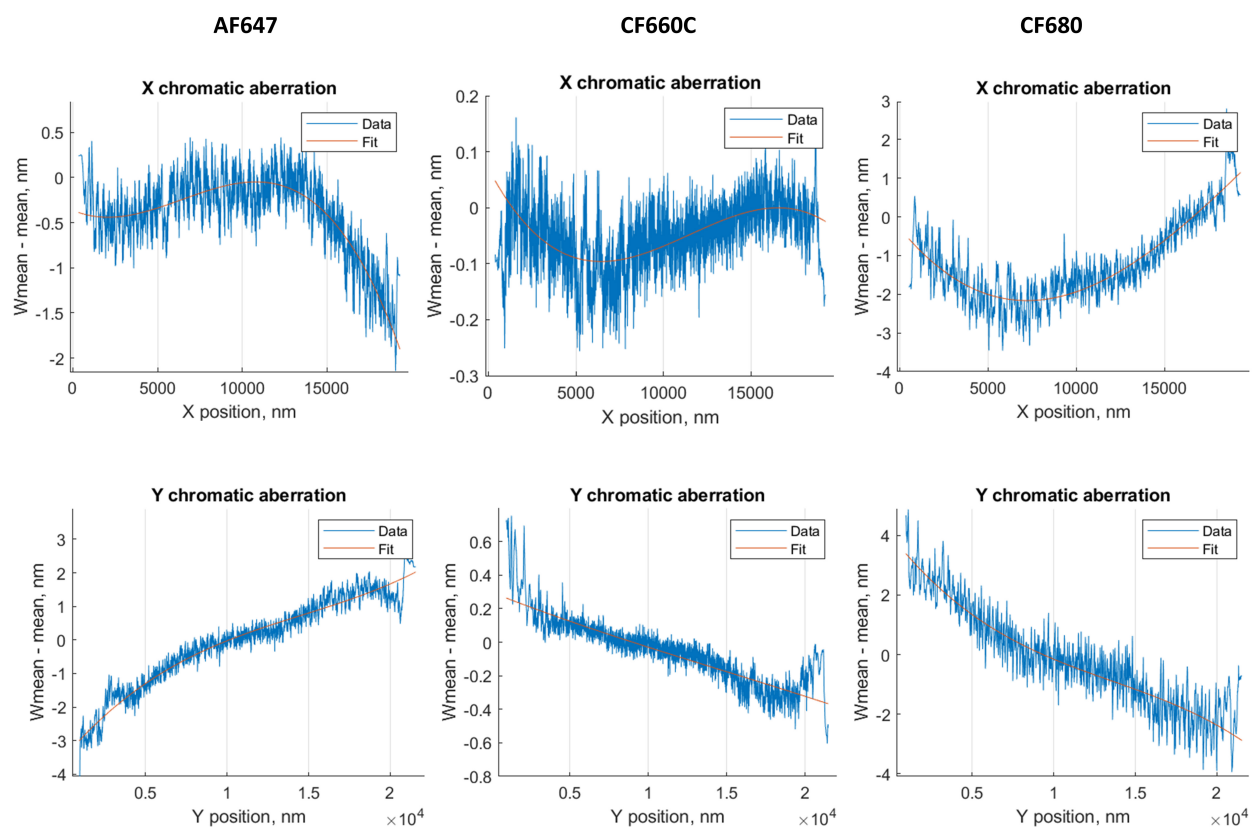 AF647 CF660C CF680
X chromatic aberration
Data
Fit
0.5
0
-0.5
-1
-1.5
-2
Wmean - mean, nm
0 5000 10000 15000
X position, nm
X chromatic aberration
Data
Fit
0.2
0.1
0
-0.1
-0.2
-0.3
Wmean - mean, nm
0 5000 10000 15000
X position, nm
X chromatic aberration
Data
Fit
3
2
1
0
-1
-2
-3
-4
Wmean - mean, nm
0 5000 10000 15000
X position, nm
Y chromatic aberration
Data
Fit
3
2
1
0
-1
-2
-3
-4
Wmean - mean, nm
0.5 1 1.5 2
Y position, nm ×10⁴
Y chromatic aberration
Data
Fit
0.6
0.4
0.2
0
-0.2
-0.4
-0.6
-0.8
Wmean - mean, nm
0.5 1 1.5 2
Y position, nm ×10⁴
Y chromatic aberration
Data
Fit
4
2
0
-2
-4
Wmean - mean, nm
0.5 1 1.5 2
Y position, nm ×10⁴